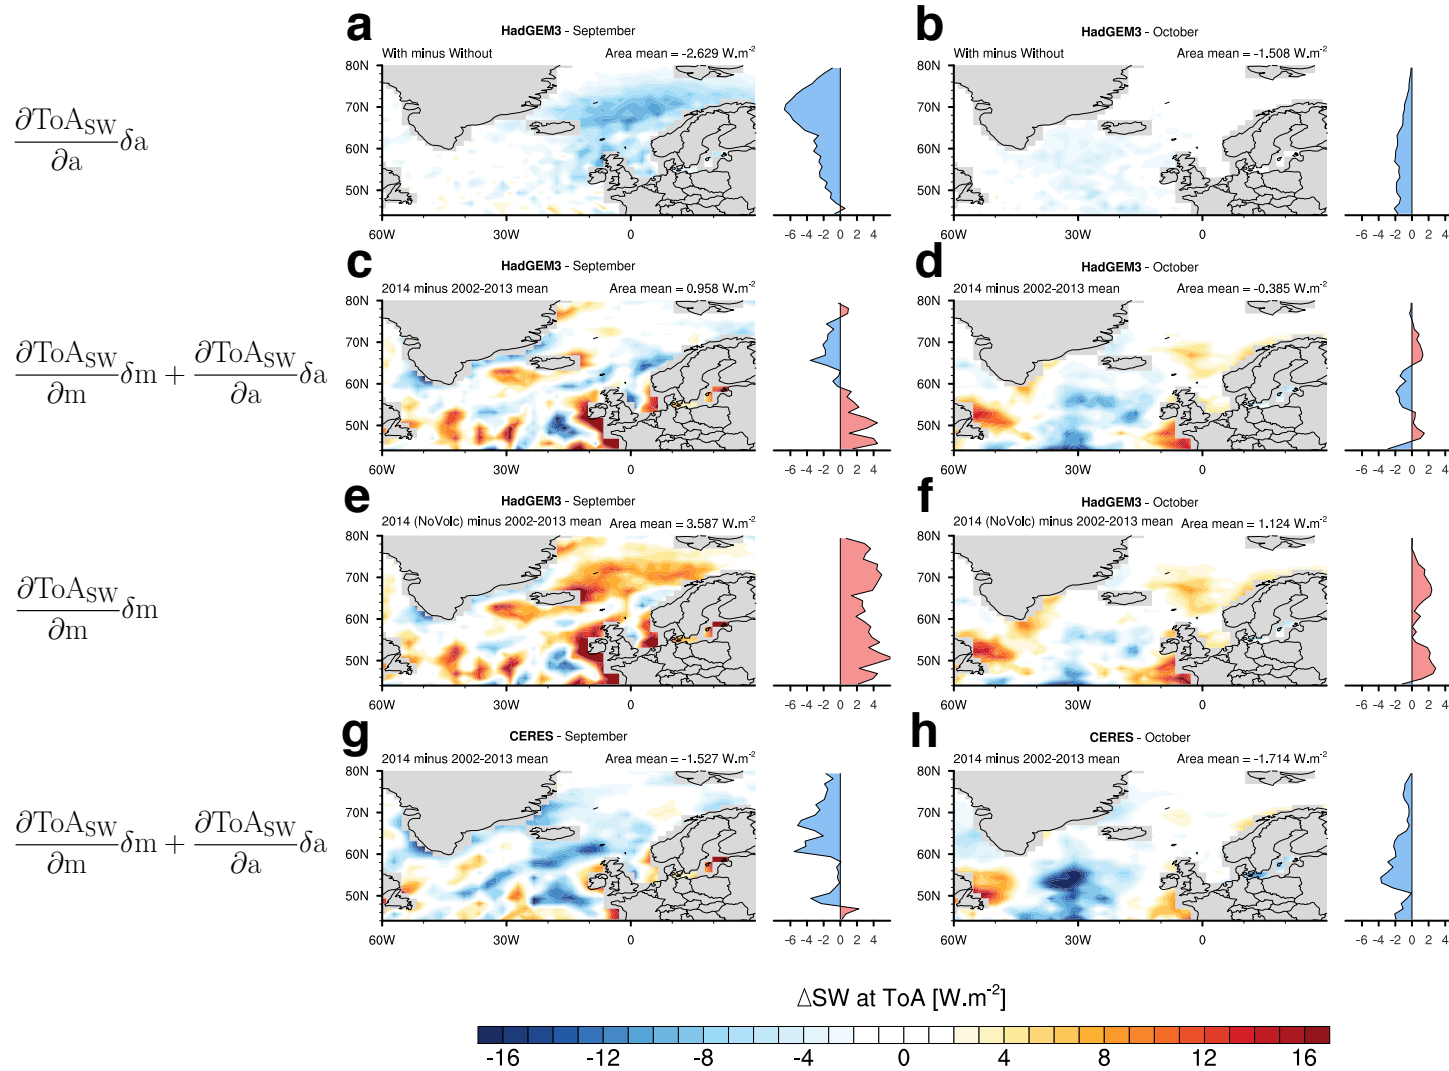 a
HadGEM3 - September
With minus Without Area mean = -2.629 W.m-2
80N
70N
60N
50N
60W 30W 0
-6 -4 -2 0 2 4
b
HadGEM3 - October
With minus Without Area mean = -1.508 W.m-2
80N
70N
60N
50N
60W 30W 0
-6 -4 -2 0 2 4
∂ToA_SW/∂a δa
c
HadGEM3 - September
2014 minus 2002-2013 mean Area mean = 0.958 W.m-2
80N
70N
60N
50N
60W 30W 0
-6 -4 -2 0 2 4
d
HadGEM3 - October
2014 minus 2002-2013 mean Area mean = -0.385 W.m-2
80N
70N
60N
50N
60W 30W 0
-6 -4 -2 0 2 4
∂ToA_SW/∂m δm + ∂ToA_SW/∂a δa
e
HadGEM3 - September
2014 (NoVolc) minus 2002-2013 mean Area mean = 3.587 W.m-2
80N
70N
60N
50N
60W 30W 0
-6 -4 -2 0 2 4
f
HadGEM3 - October
2014 (NoVolc) minus 2002-2013 mean Area mean = 1.124 W.m-2
80N
70N
60N
50N
60W 30W 0
-6 -4 -2 0 2 4
∂ToA_SW/∂m δm
g
CERES - September
2014 minus 2002-2013 mean Area mean = -1.527 W.m-2
80N
70N
60N
50N
60W 30W 0
-6 -4 -2 0 2 4
h
CERES - October
2014 minus 2002-2013 mean Area mean = -1.714 W.m-2
80N
70N
60N
50N
60W 30W 0
-6 -4 -2 0 2 4
∂ToA_SW/∂m δm + ∂ToA_SW/∂a δa
ΔSW at ToA [W.m-2]
-16 -12 -8 -4 0 4 8 12 16